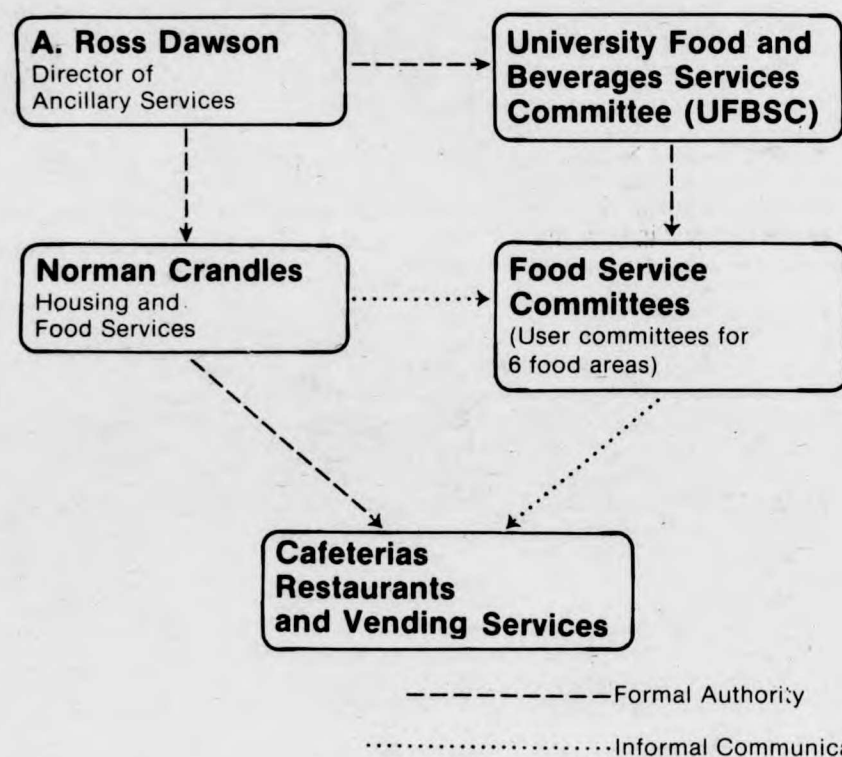 A. Ross Dawson
Director of
Ancillary Services
University Food and
Beverages Services
Committee (UFBSC)
Norman Crandles
Housing and
Food Services
Food Service
Committees
(User committees for
6 food areas)
Cafeterias
Restaurants
and Vending Services
Formal Authority
Informal Communica